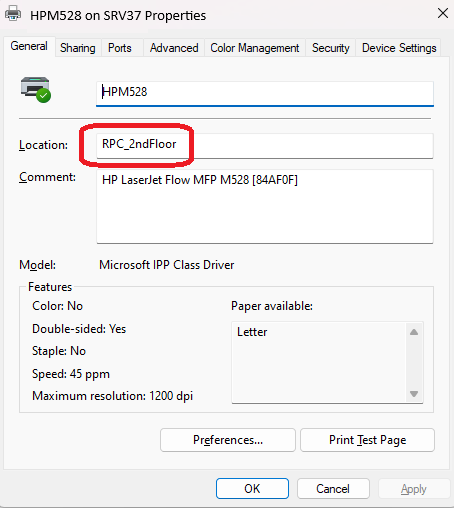 HPM528 on SRV37 Properties
General Sharing Ports Advanced Color Management Security Device Settings
HPM528
Location: RPC_2ndFloor
Comment: HP LaserJet Flow MFP M528 [84AF0F]
Model: Microsoft IPP Class Driver
Features
Color: No Paper available:
Double-sided: Yes Letter
Staple: No
Speed: 45 ppm
Maximum resolution: 1200 dpi
Preferences... Print Test Page
OK Cancel Apply